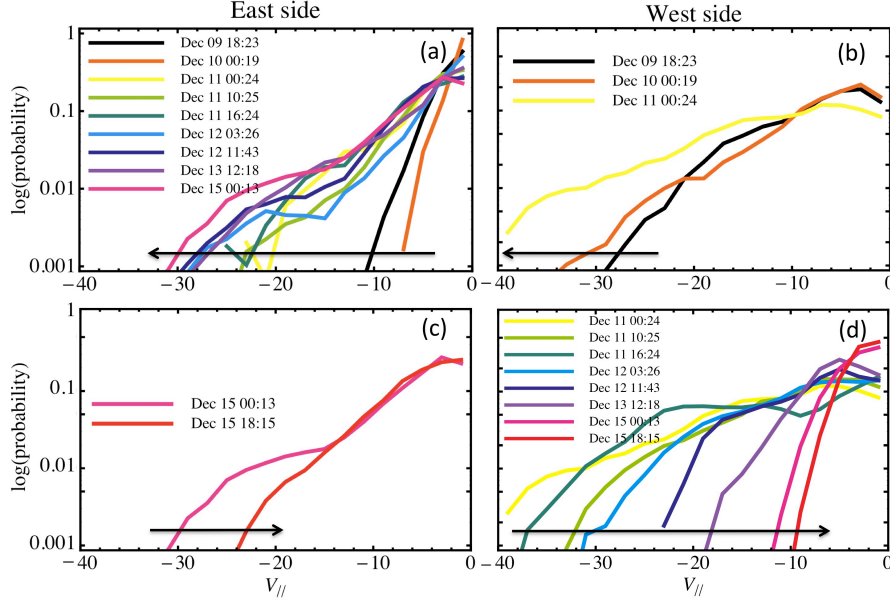 East side
West side
log(probability)
1
0.1
0.01
0.001
(a)
Dec 09 18:23
Dec 10 00:19
Dec 11 00:24
Dec 11 10:25
Dec 11 16:24
Dec 12 03:26
Dec 12 11:43
Dec 13 12:18
Dec 15 00:13
−40 −30 −20 −10
(b)
Dec 09 18:23
Dec 10 00:19
Dec 11 00:24
0
−40 −30 −20 −10 0
log(probability)
1
0.1
0.01
0.001
(c)
Dec 15 00:13
Dec 15 18:15
−40 −30 −20 −10
V//
(d)
Dec 11 00:24
Dec 11 10:25
Dec 11 16:24
Dec 12 03:26
Dec 12 11:43
Dec 13 12:18
Dec 15 00:13
Dec 15 18:15
0
−40 −30 −20 −10 0
V//